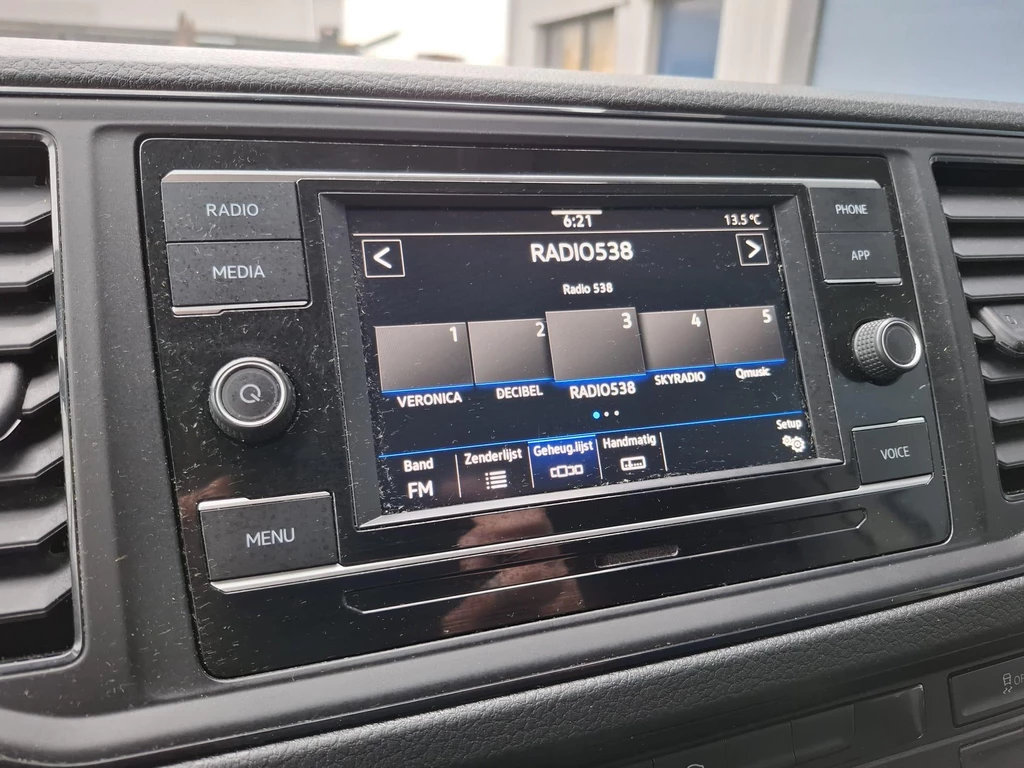 RADIO
MEDIA
MENU
6:21
13.5 °C
<
RADIO538
>
Radio 538
1
2
3
4
5
VERONICA
DECIBEL
RADIO538
SKYRADIO
Qmusic
Band
FM
Zenderlijst
Geheug.lijst
Handmatig
Setup
PHONE
APP
VOICE